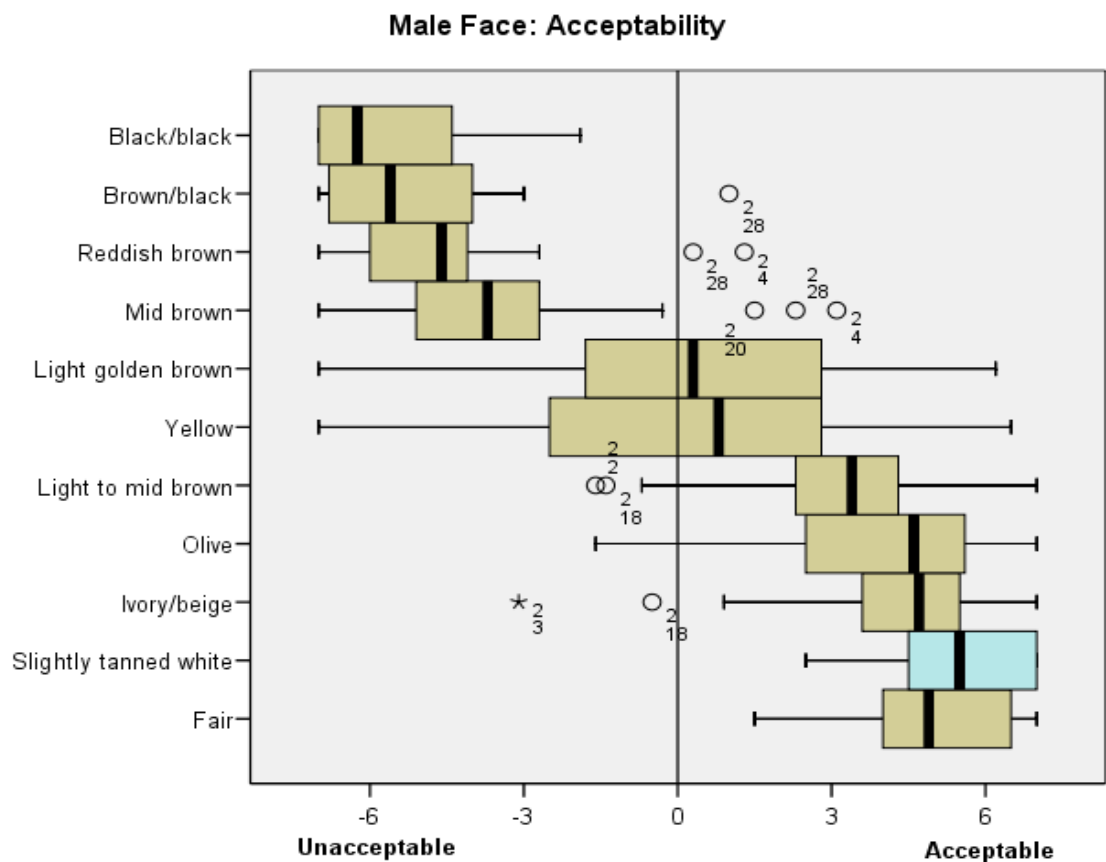 Male Face: Acceptability
Black/black
Brown/black
2
28
Reddish brown
2
28
2
4
Mid brown
2
20
2
28
2
4
Light golden brown
Yellow
Light to mid brown
2
2
2
18
Olive
Ivory/beige
2
3
2
18
Slightly tanned white
Fair
-6 -3 0 3 6
Unacceptable Acceptable